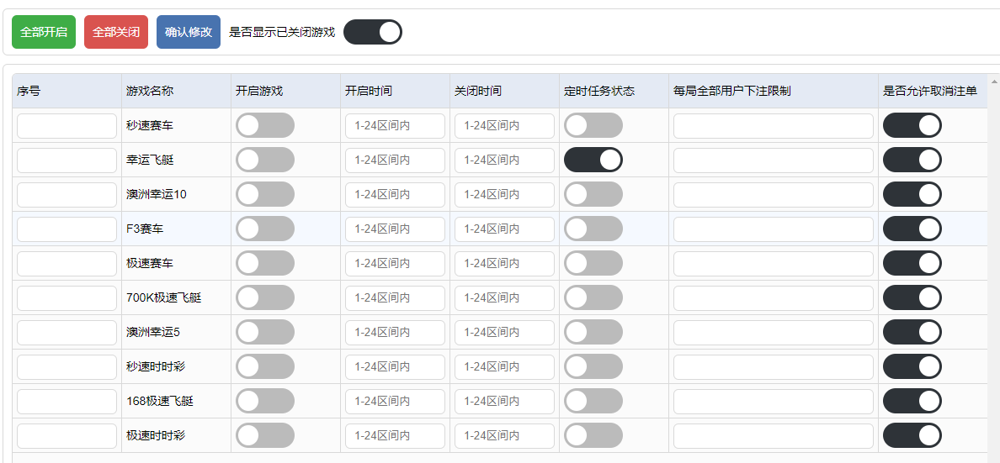 全部开启 全部关闭 确认修改 是否显示已关闭游戏
序号 游戏名称 开启游戏 开启时间 关闭时间 定时任务状态 每局全部用户下注限制 是否允许取消注单
秒速赛车 1-24区间内 1-24区间内
幸运飞艇 1-24区间内 1-24区间内
澳洲幸运10 1-24区间内 1-24区间内
F3赛车 1-24区间内 1-24区间内
极速赛车 1-24区间内 1-24区间内
700K极速飞艇 1-24区间内 1-24区间内
澳洲幸运5 1-24区间内 1-24区间内
秒速时时彩 1-24区间内 1-24区间内
168极速飞艇 1-24区间内 1-24区间内
极速时时彩 1-24区间内 1-24区间内